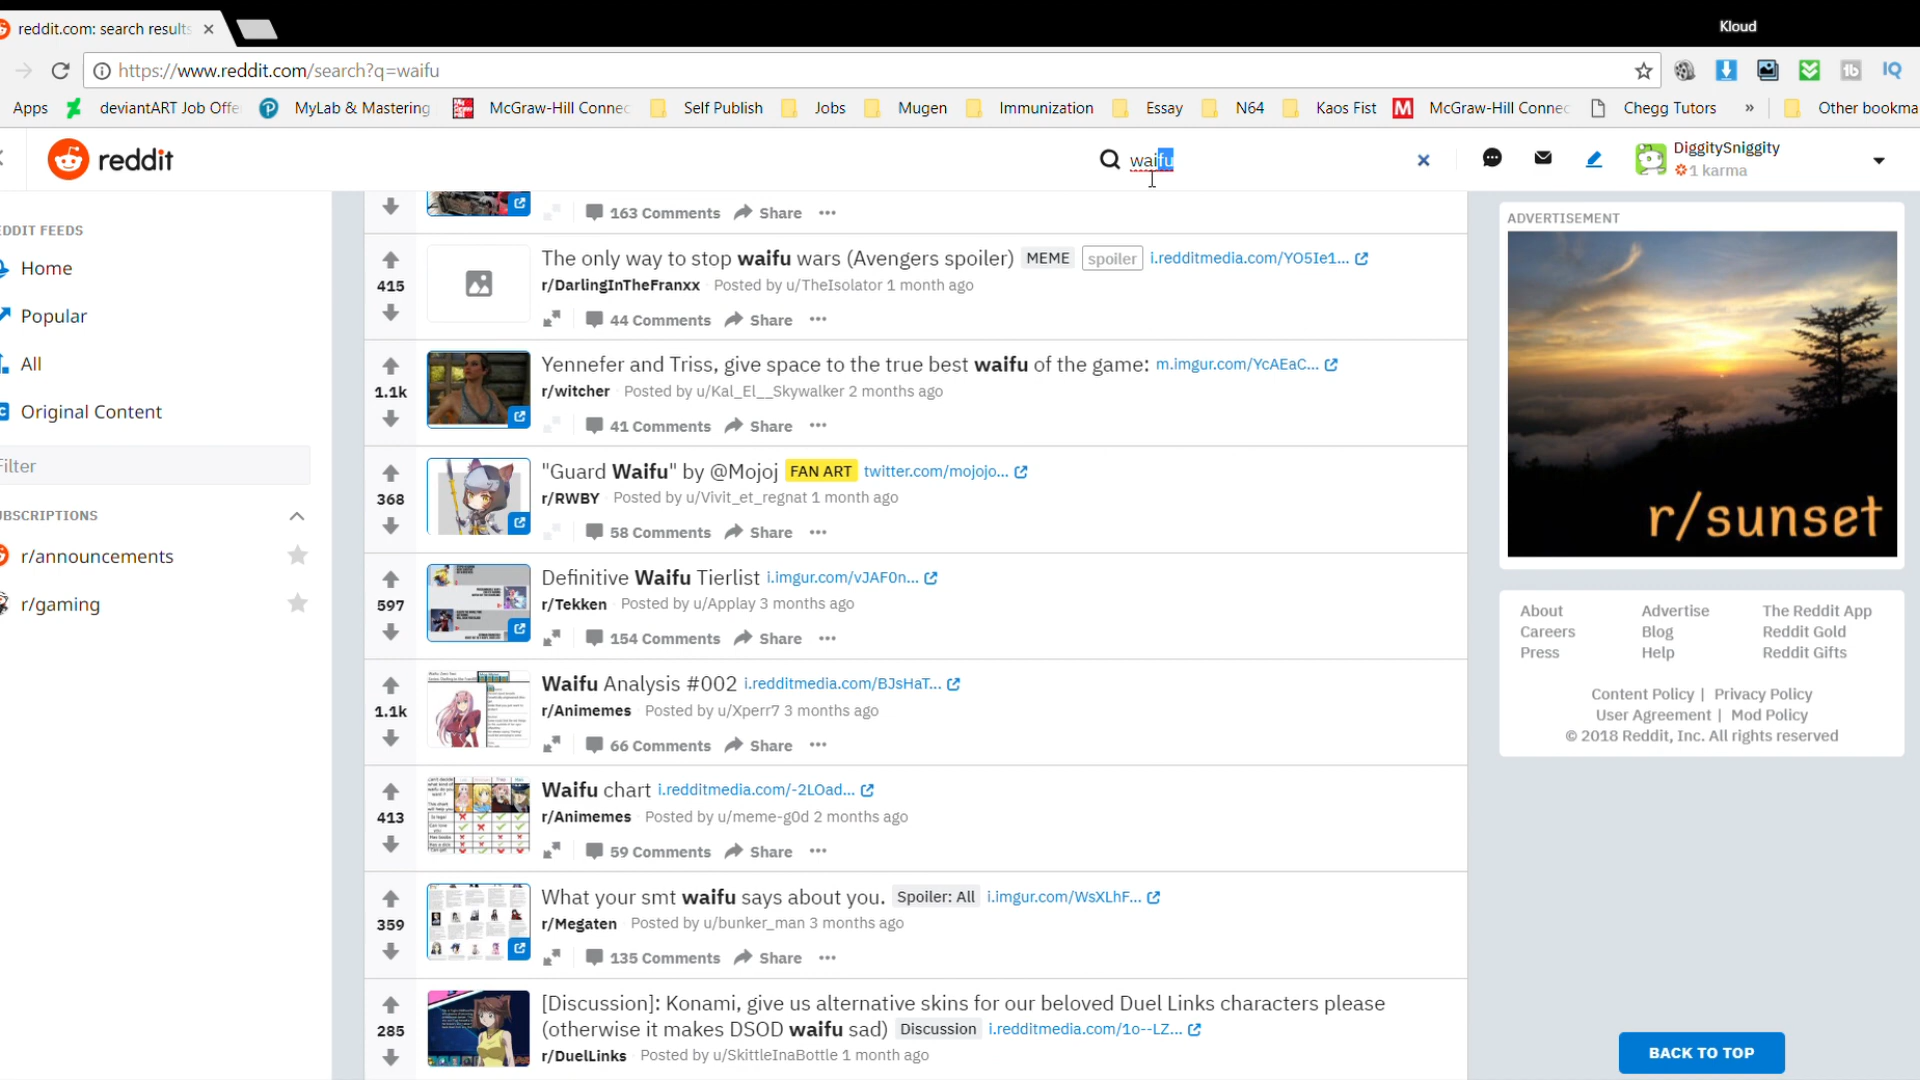 Kloud
reddit.com: search results
https://www.reddit.com/search?q=waifu
Apps deviantART Job Offe MyLab & Mastering McGraw-Hill Connec Self Publish Jobs Mugen Immunization Essay N64 Kaos Fist McGraw-Hill Connec Chegg Tutors » Other bookma
reddit waifu DiggitySniggity
1 karma
163 Comments Share
EDDIT FEEDS
Home
Popular
All
Original Content
Filter
UBSCRIPTIONS
r/announcements
r/gaming
The only way to stop waifu wars (Avengers spoiler) MEME spoiler i.redditmedia.com/YO5Ie1...
415 r/DarlingInTheFranxx Posted by u/TheIsolator 1 month ago
44 Comments Share
Yennefer and Triss, give space to the true best waifu of the game: m.imgur.com/YcAEaC...
1.1k r/witcher Posted by u/Kal_El__Skywalker 2 months ago
41 Comments Share
"Guard Waifu" by @Mojoj FAN ART twitter.com/mojojo...
368 r/RWBY Posted by u/Vivit_et_regnat 1 month ago
58 Comments Share
Definitive Waifu Tierlist i.imgur.com/vJAF0n...
597 r/Tekken Posted by u/Applay 3 months ago
154 Comments Share
Waifu Analysis #002 i.redditmedia.com/BJsHaT...
1.1k r/Animemes Posted by u/Xperr7 3 months ago
66 Comments Share
Waifu chart i.redditmedia.com/-2LOad...
413 r/Animemes Posted by u/meme-g0d 2 months ago
59 Comments Share
What your smt waifu says about you. Spoiler: All i.imgur.com/WsXLhF...
359 r/Megaten Posted by u/bunker_man 3 months ago
135 Comments Share
[Discussion]: Konami, give us alternative skins for our beloved Duel Links characters please
(otherwise it makes DSOD waifu sad) Discussion i.redditmedia.com/1o--LZ...
285 r/DuelLinks Posted by u/SkittleInaBottle 1 month ago
ADVERTISEMENT
r/sunset
About Advertise The Reddit App
Careers Blog Reddit Gold
Press Help Reddit Gifts
Content Policy | Privacy Policy
User Agreement | Mod Policy
© 2018 Reddit, Inc. All rights reserved
BACK TO TOP